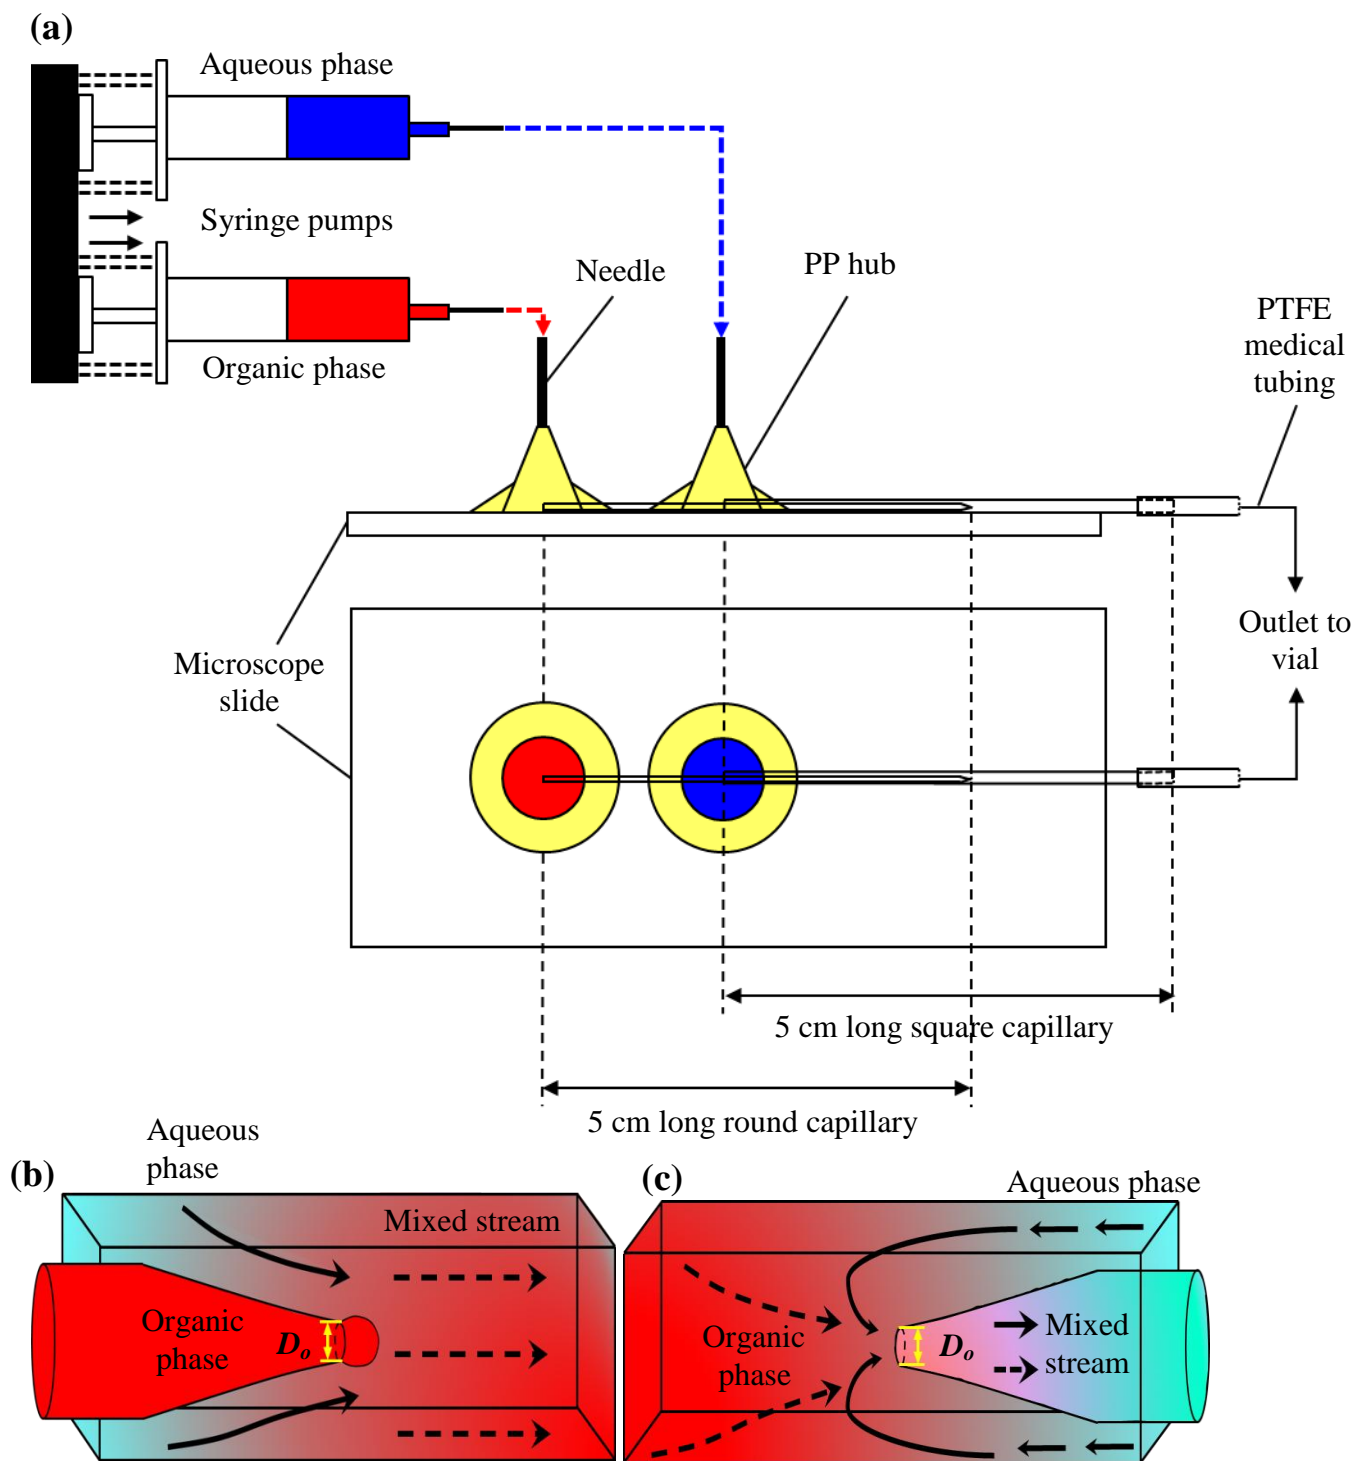 (a)
Aqueous phase
Syringe pumps
Organic phase
Needle
PP hub
PTFE
medical
tubing
Microscope
slide
Outlet to
vial
5 cm long square capillary
5 cm long round capillary
(b)
Aqueous
phase
Mixed stream
Organic
phase
Do
(c)
Aqueous phase
Organic
phase
Do
Mixed
stream